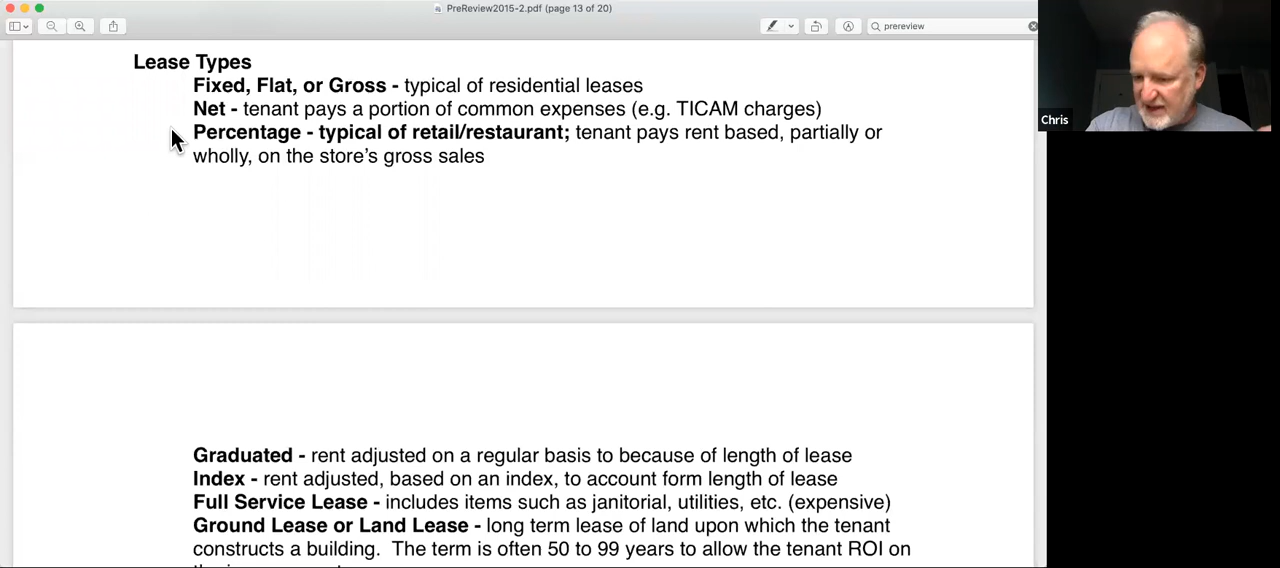 PreReview2015-2.pdf (page 13 of 20)
prereview
Chris
Lease Types
Fixed, Flat, or Gross - typical of residential leases
Net - tenant pays a portion of common expenses (e.g. TICAM charges)
Percentage - typical of retail/restaurant; tenant pays rent based, partially or
wholly, on the store's gross sales
Graduated - rent adjusted on a regular basis to because of length of lease
Index - rent adjusted, based on an index, to account form length of lease
Full Service Lease - includes items such as janitorial, utilities, etc. (expensive)
Ground Lease or Land Lease - long term lease of land upon which the tenant
constructs a building.  The term is often 50 to 99 years to allow the tenant ROI on